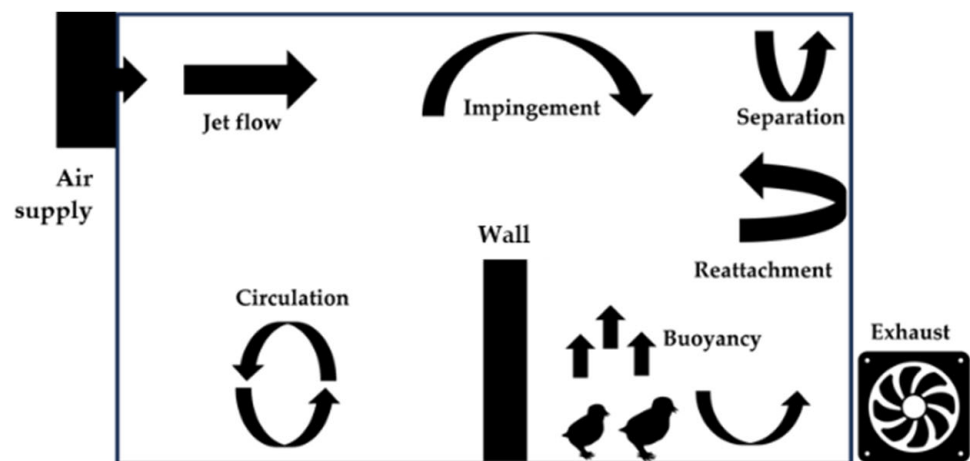 Jet flow
Impingement
Separation
Air
supply
Wall
Reattachment
Circulation
Buoyancy
Exhaust